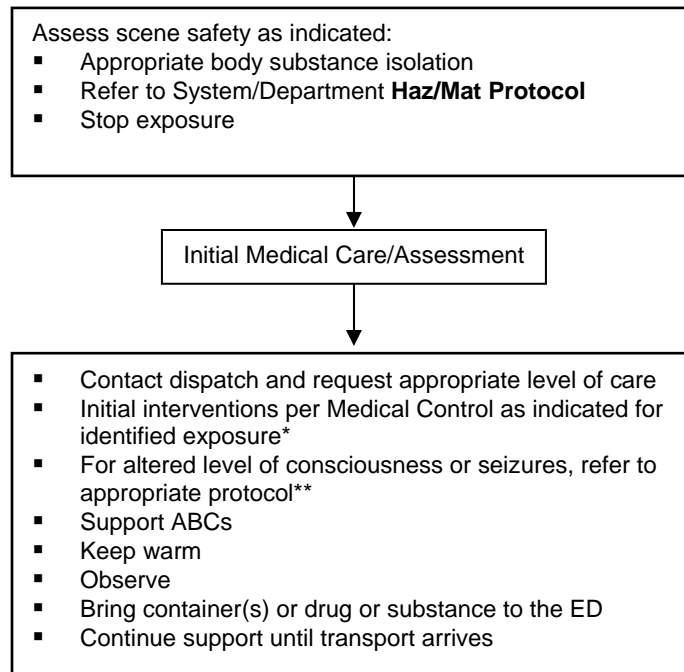 Assess scene safety as indicated:
▪ Appropriate body substance isolation
▪ Refer to System/Department Haz/Mat Protocol
▪ Stop exposure
Initial Medical Care/Assessment
▪ Contact dispatch and request appropriate level of care
▪ Initial interventions per Medical Control as indicated for
identified exposure*
▪ For altered level of consciousness or seizures, refer to
appropriate protocol**
▪ Support ABCs
▪ Keep warm
▪ Observe
▪ Bring container(s) or drug or substance to the ED
▪ Continue support until transport arrives